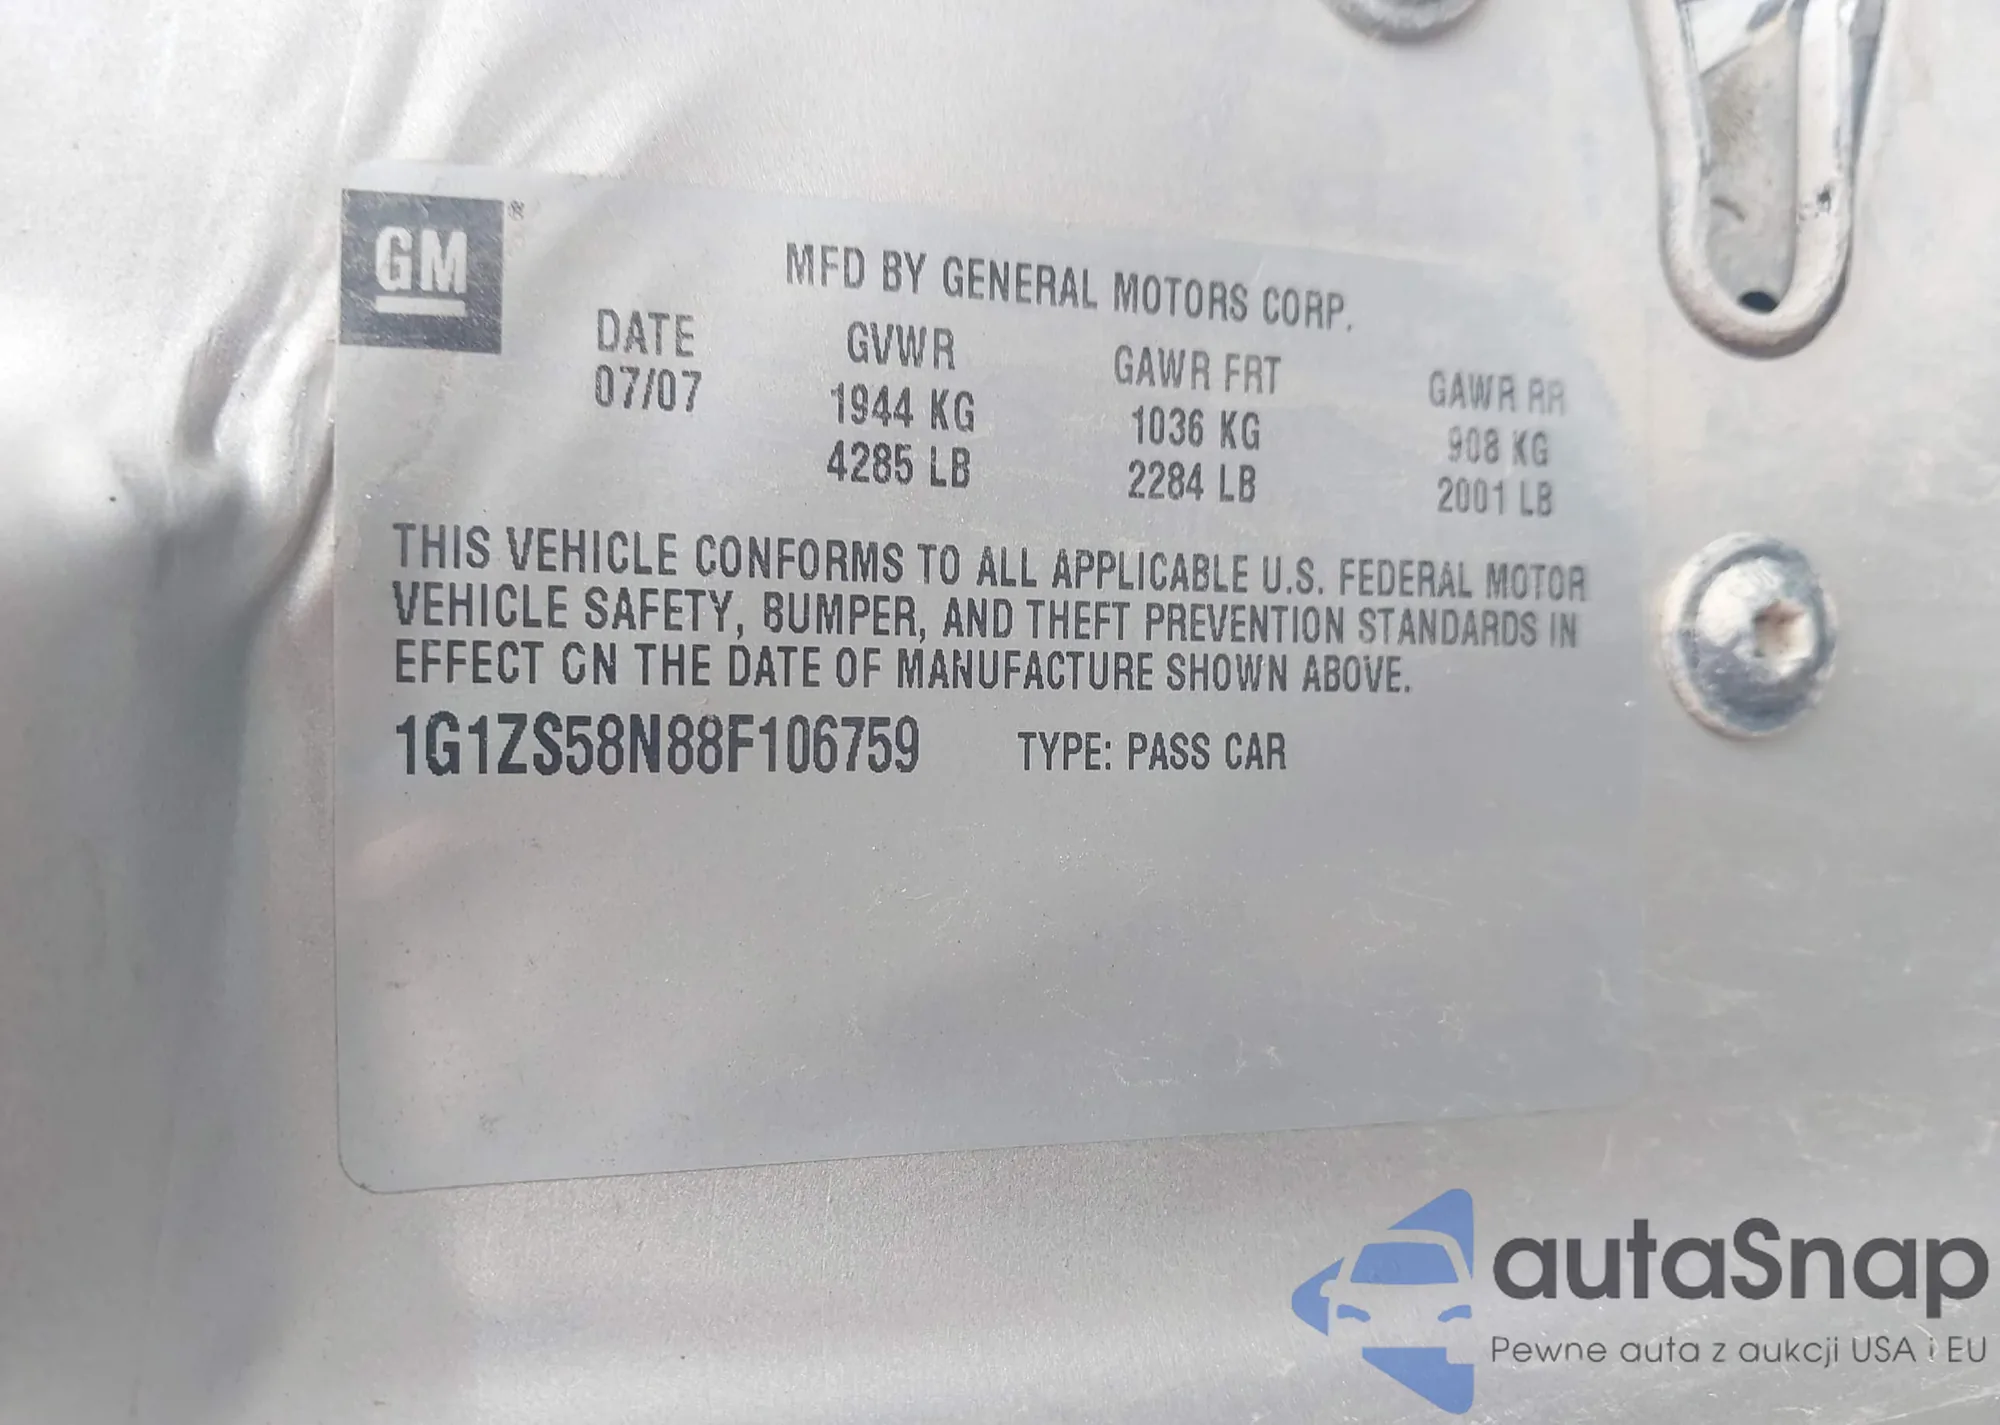 GM®
MFD BY GENERAL MOTORS CORP.
DATE GVWR GAWR FRT GAWR RR
07/07 1944 KG 1036 KG 908 KG
4285 LB 2284 LB 2001 LB
THIS VEHICLE CONFORMS TO ALL APPLICABLE U.S. FEDERAL MOTOR
VEHICLE SAFETY, BUMPER, AND THEFT PREVENTION STANDARDS IN
EFFECT ON THE DATE OF MANUFACTURE SHOWN ABOVE.
1G1ZS58N88F106759 TYPE: PASS CAR
autaSnap
Pewne auta z aukcji USA i EU